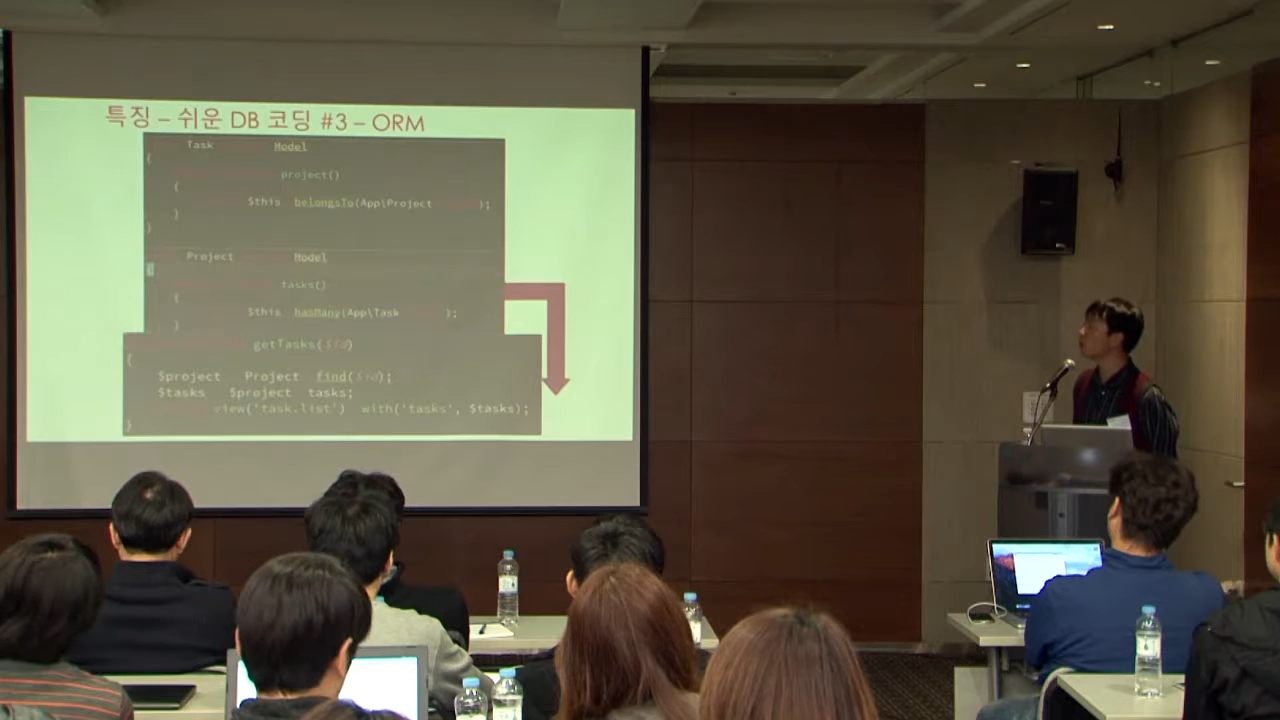 특징 – 쉬운 DB 코딩 #3 – ORM
Task Model
{
project()
{
$this belongsTo(App\Project );
}
}
Project Model
{
tasks()
{
$this hasMany(App\Task );
}
getTasks($id)
{
$project Project find($id);
$tasks $project tasks;
view('task.list') with('tasks', $tasks);
}